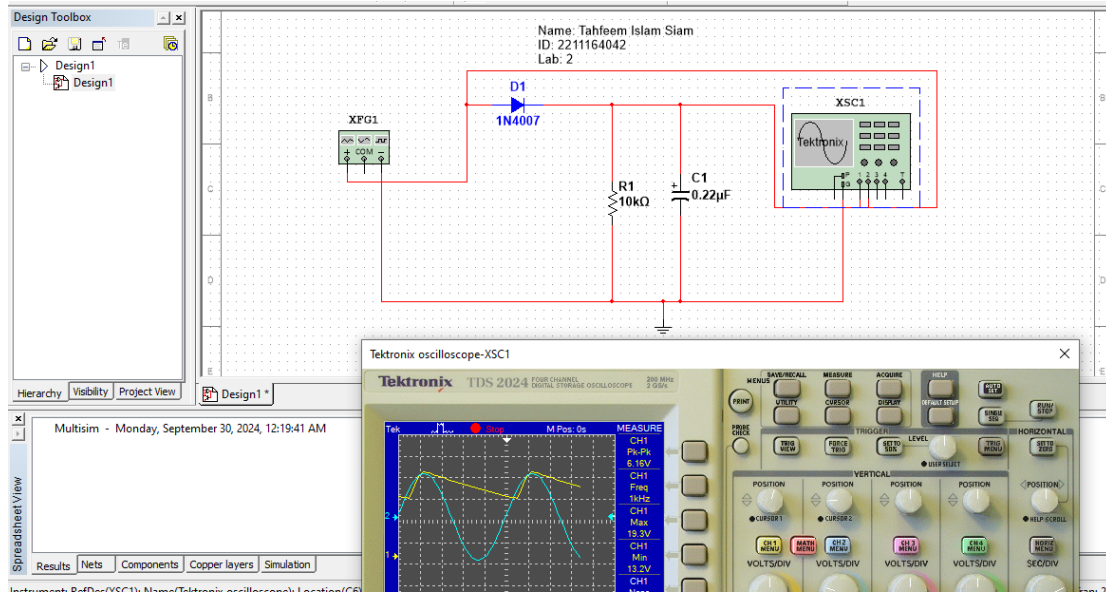 Design Toolbox
Design1
Design1
Hierarchy
Visibility
Project View
Name: Tahfeem Islam Siam
ID: 2211164042
Lab: 2
D1
1N4007
XFG1
+ COM −
R1
10kΩ
+
C1
0.22µF
XSC1
Tektronix
P
G
1 2 3 4
T
B
C
D
E
B
C
D
Design1 *
Spreadsheet View
Multisim - Monday, September 30, 2024, 12:19:41 AM
Results
Nets
Components
Copper layers
Simulation
Tektronix oscilloscope-XSC1
Tektronix TDS 2024 FOUR CHANNEL DIGITAL STORAGE OSCILLOSCOPE 200 MHz 2 GS/s
Tek
Stop
M Pos: 0s
MEASURE
CH1
Pk-Pk
6.16V
CH1
Freq
1kHz
CH1
Max
19.3V
CH1
Min
13.2V
CH1
2
1
MENUS
SAVE/RECALL
MEASURE
ACQUIRE
HELP
AUTO SET
PRINT
UTILITY
CURSOR
DISPLAY
DEFAULT SETUP
SINGLE SEQ
RUN/STOP
PROBE CHECK
TRIGGER
HORIZONTAL
TRIG VIEW
FORCE TRIG
SET TO 50%
LEVEL
USER SELECT
TRIG MENU
SET TO ZERO
VERTICAL
POSITION
POSITION
POSITION
POSITION
POSITION
CURSOR 1
CURSOR 2
HELP SCROLL
CH 1 MENU
MATH MENU
CH 2 MENU
CH 3 MENU
CH 4 MENU
HORIZ MENU
VOLTS/DIV
VOLTS/DIV
VOLTS/DIV
VOLTS/DIV
SEC/DIV